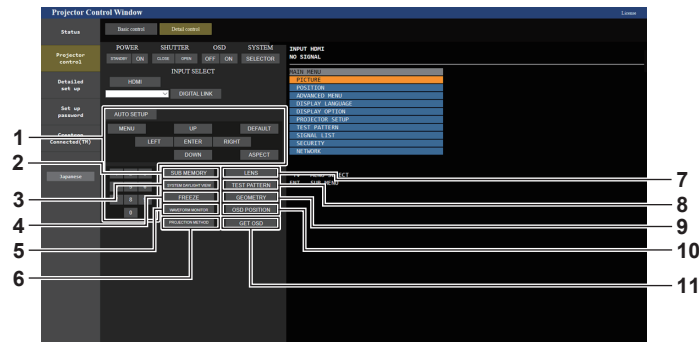 Projector Control Window
License
Status
Projector
control
Detailed
set up
Set up
password
Connected(TM)
Japanese
Basic control
Detail control
POWER SHUTTER OSD SYSTEM
STANDBY ON CLOSE OPEN OFF ON SELECTOR
INPUT SELECT
HDMI
DIGITAL LINK
AUTO SETUP
MENU UP DEFAULT
LEFT ENTER RIGHT
DOWN ASPECT
SUB MEMORY LENS
SYSTEM DAYLIGHT VIEW TEST PATTERN
FREEZE GEOMETRY
WAVEFORM MONITOR OSD POSITION
PROJECTION METHOD GET OSD
8
0
INPUT HDMI
NO SIGNAL
MAIN MENU
PICTURE
POSITION
ADVANCED MENU
DISPLAY LANGUAGE
DISPLAY OPTION
PROJECTOR SETUP
TEST PATTERN
SIGNAL LIST
SECURITY
NETWORK
1
2
3
4
5
6
7
8
9
10
11